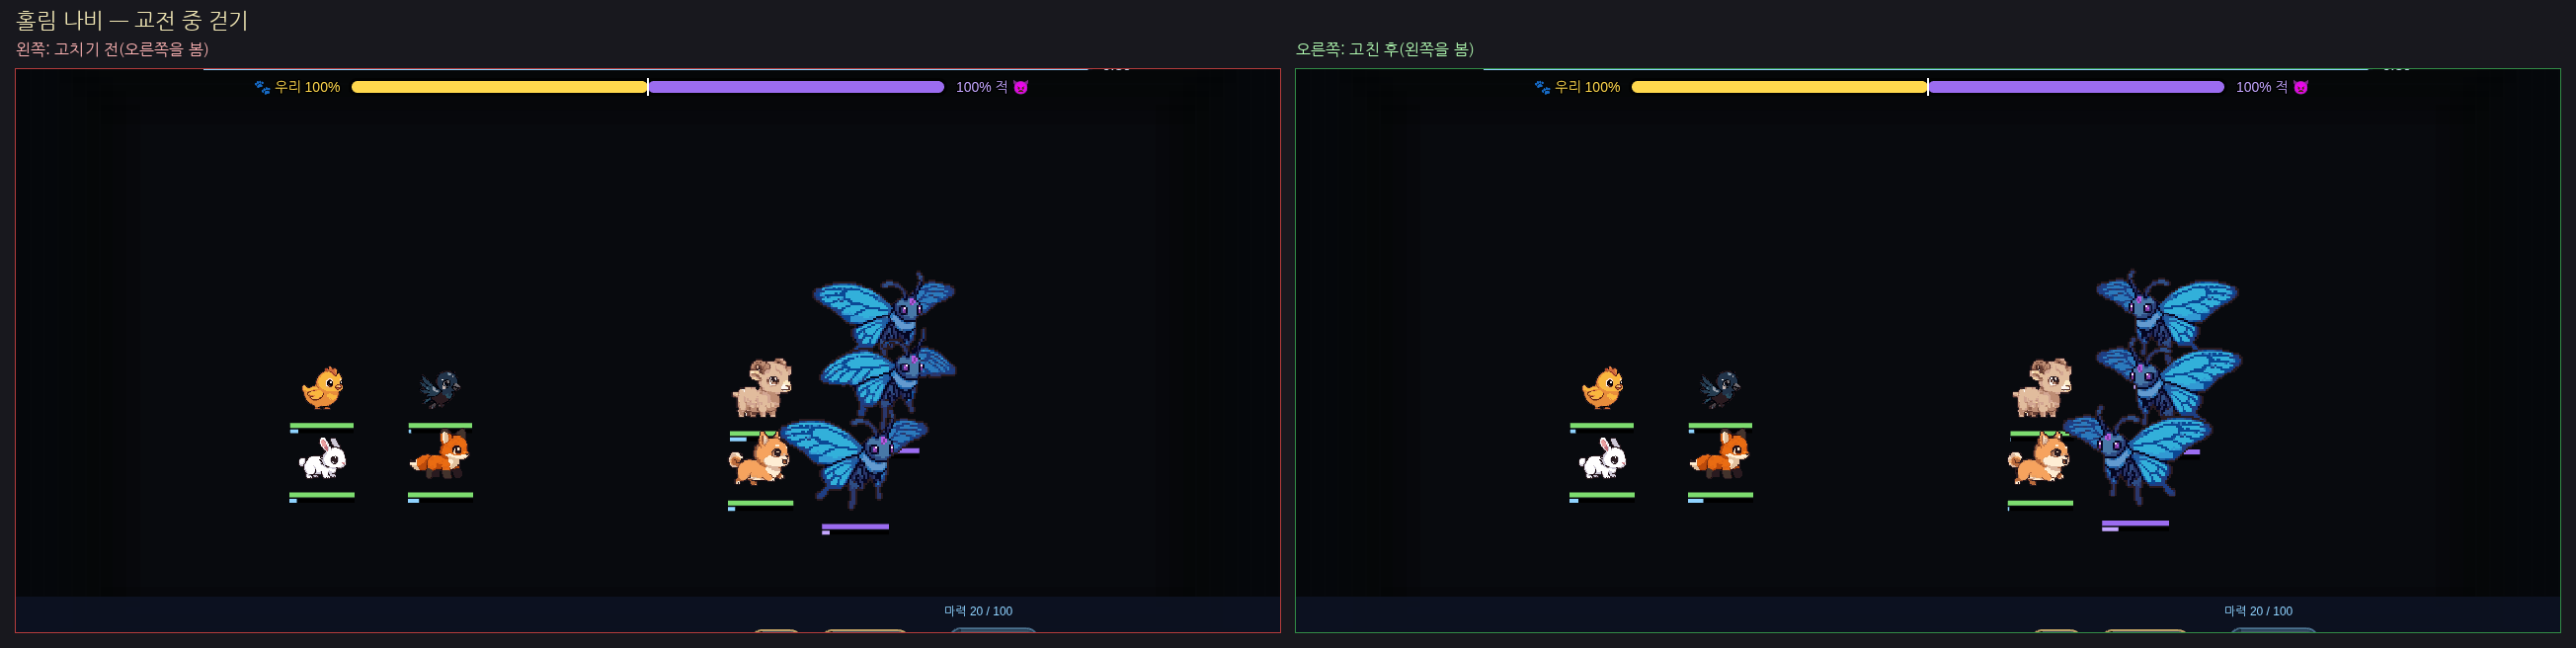 홀림 나비 — 교전 중 걷기
왼쪽: 고치기 전(오른쪽을 봄)
오른쪽: 고친 후(왼쪽을 봄)
우리 100%
100% 적
우리 100%
100% 적
마력 20 / 100
마력 20 / 100